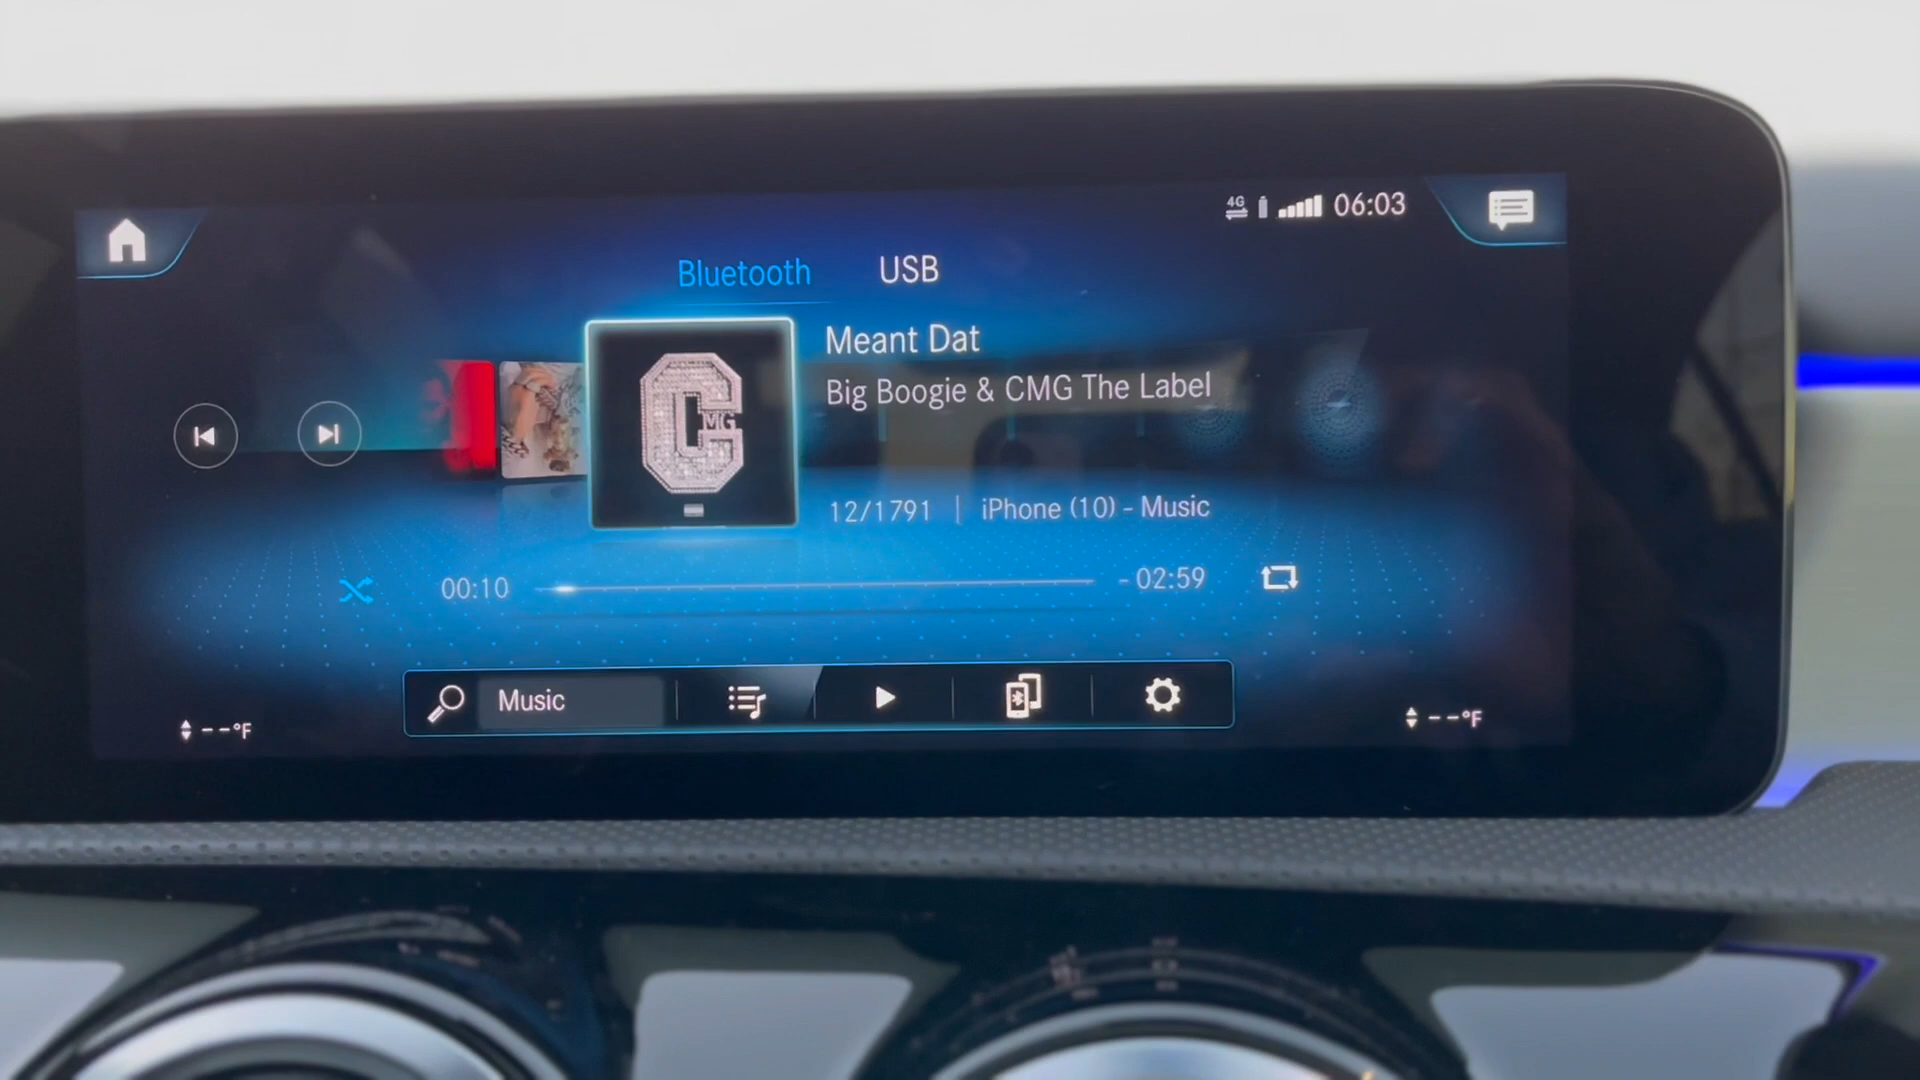 4G 06:03
Bluetooth USB
Meant Dat
Big Boogie & CMG The Label
CMG
12/1791 | iPhone (10) - Music
00:10 - 02:59
Music
--°F --°F